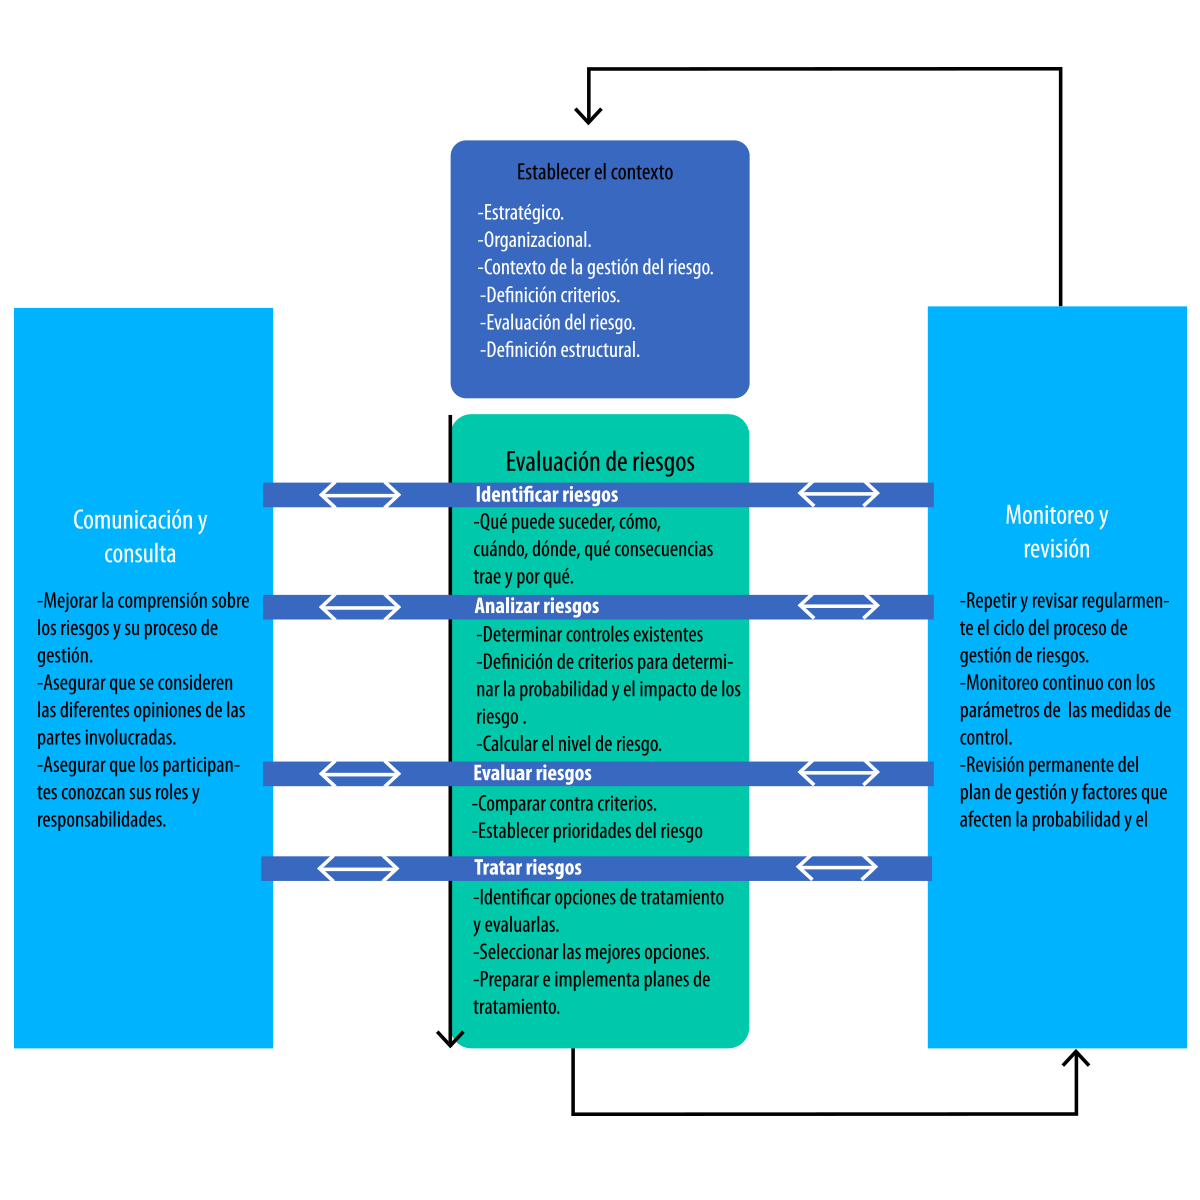 Establecer el contexto
-Estratégico.
-Organizacional.
-Contexto de la gestión del riesgo.
-Definición criterios.
-Evaluación del riesgo.
-Definición estructural.
Comunicación y
consulta
-Mejorar la comprensión sobre
los riesgos y su proceso de
gestión.
-Asegurar que se consideren
las diferentes opiniones de las
partes involucradas.
-Asegurar que los participan-
tes conozcan sus roles y
responsabilidades.
Evaluación de riesgos
Identificar riesgos
-Qué puede suceder, cómo,
cuándo, dónde, qué consecuencias
trae y por qué.
Analizar riesgos
-Determinar controles existentes
-Definición de criterios para determi-
nar la probabilidad y el impacto de los
riesgo .
-Calcular el nivel de riesgo.
Evaluar riesgos
-Comparar contra criterios.
-Establecer prioridades del riesgo
Tratar riesgos
-Identificar opciones de tratamiento
y evaluarlas.
-Seleccionar las mejores opciones.
-Preparar e implementa planes de
tratamiento.
Monitoreo y
revisión
-Repetir y revisar regularmen-
te el ciclo del proceso de
gestión de riesgos.
-Monitoreo continuo con los
parámetros de  las medidas de
control.
-Revisión permanente del
plan de gestión y factores que
afecten la probabilidad y el